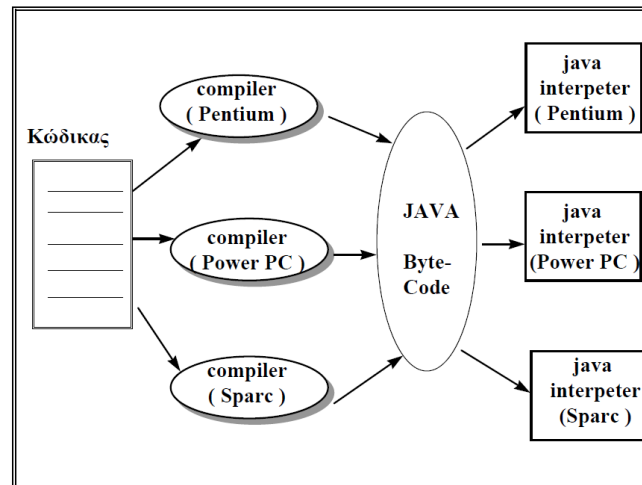 Κώδικας
compiler
( Pentium )
compiler
( Power PC )
compiler
( Sparc )
JAVA
Byte-
Code
java
interpeter
( Pentium )
java
interpeter
(Power PC )
java
interpeter
(Sparc )